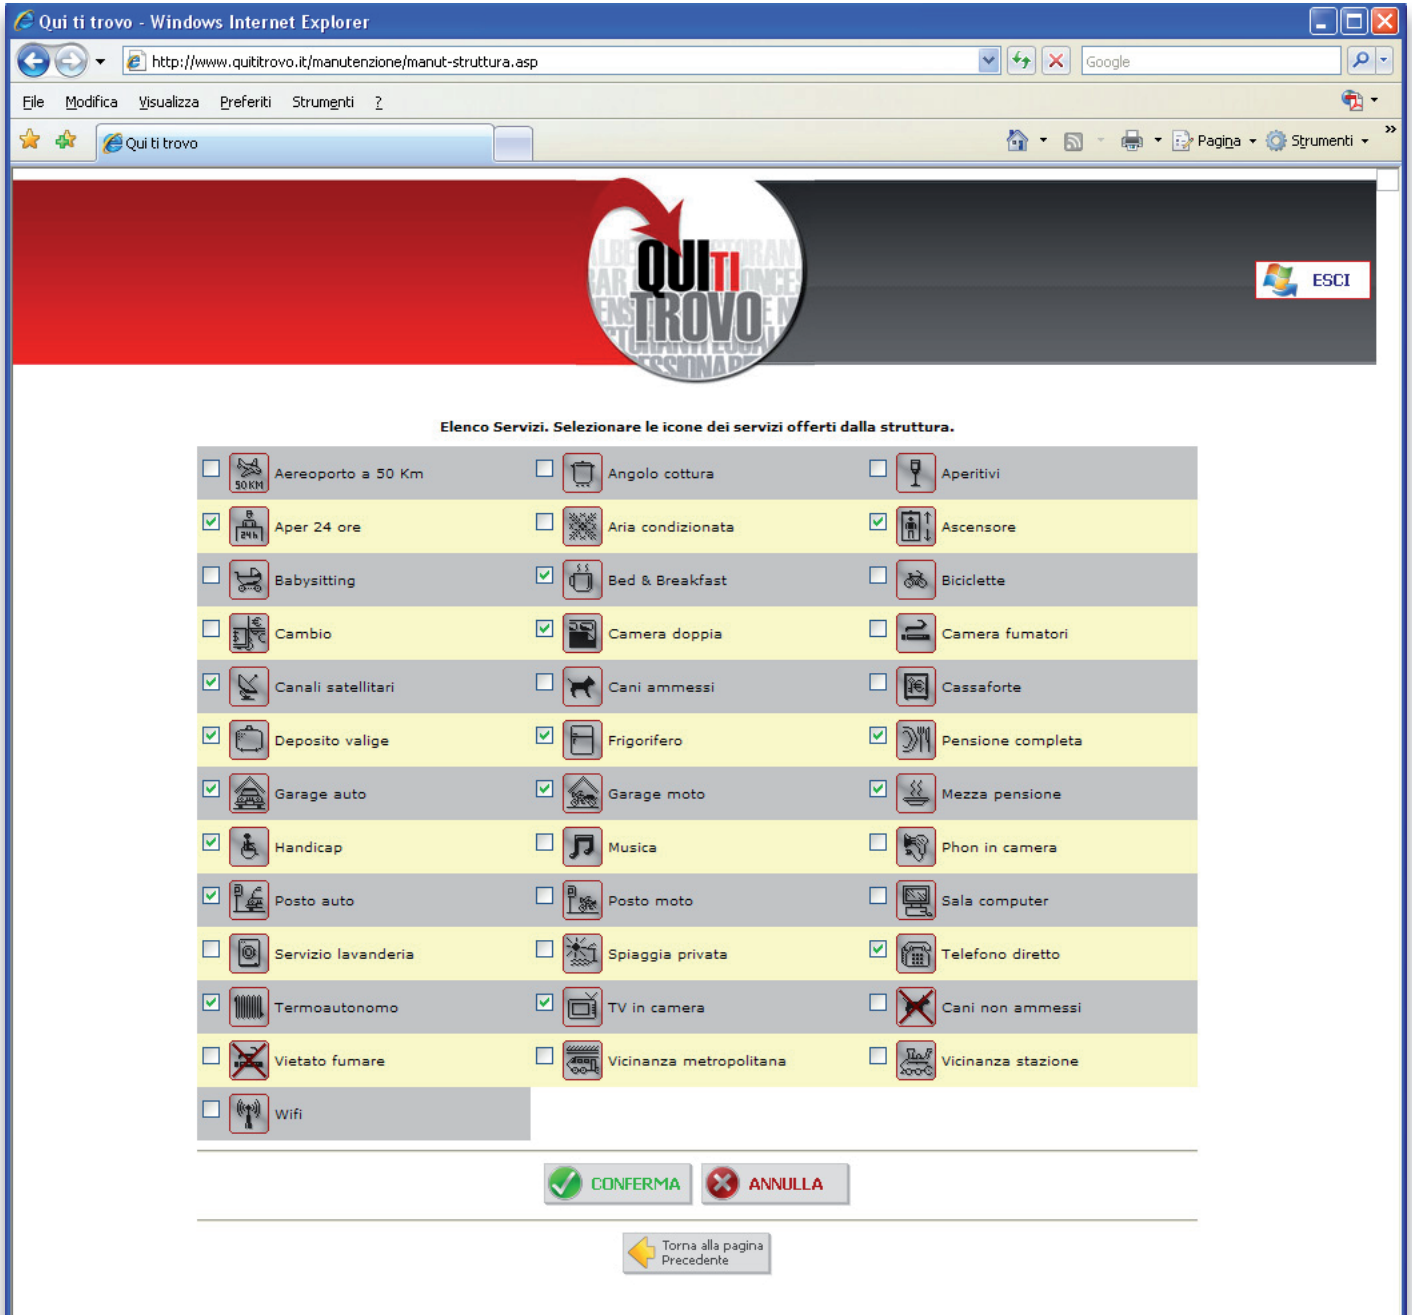 Qui ti trovo - Windows Internet Explorer
http://www.quititrovo.it/manutenzione/manut-struttura.asp
Google
File Modifica Visualizza Preferiti Strumenti ?
Qui ti trovo
Pagina Strumenti »
QUI TI
TROVO
ESCI
Elenco Servizi. Selezionare le icone dei servizi offerti dalla struttura.
50KM Aereoporto a 50 Km Angolo cottura Aperitivi
24h Aper 24 ore Aria condizionata Ascensore
Babysitting Bed & Breakfast Biciclette
Cambio Camera doppia Camera fumatori
Canali satellitari Cani ammessi Cassaforte
Deposito valige Frigorifero Pensione completa
Garage auto Garage moto Mezza pensione
Handicap Musica Phon in camera
Posto auto Posto moto Sala computer
Servizio lavanderia Spiaggia privata Telefono diretto
Termoautonomo TV in camera Cani non ammessi
Vietato fumare Vicinanza metropolitana Vicinanza stazione
Wifi
CONFERMA ANNULLA
Torna alla pagina
Precedente